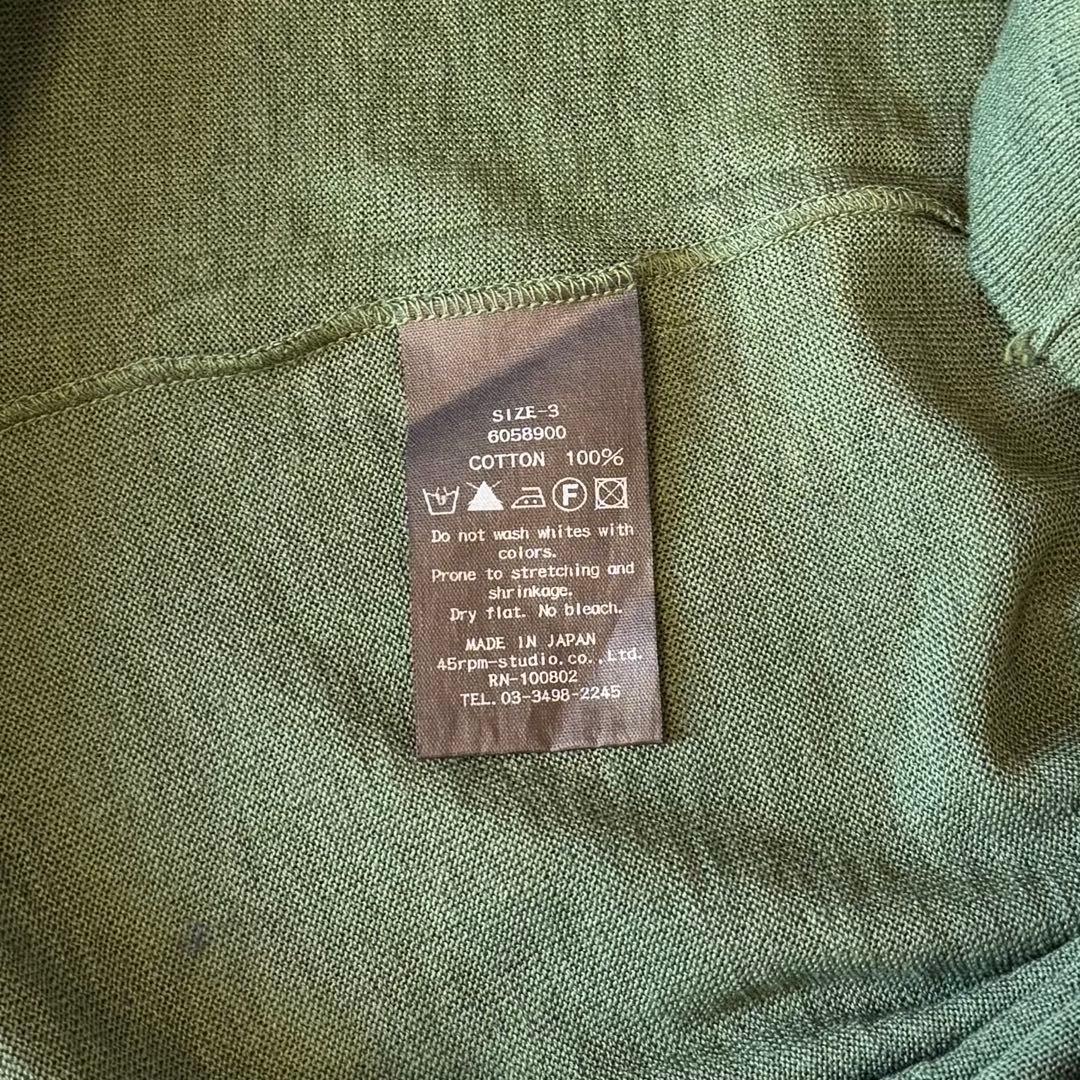 SIZE-3
6058900
COTTON 100%
F
Do not wash whites with
colors.
Prone to stretching and
shrinkage.
Dry flat. No bleach.
MADE IN JAPAN
45rpm-studio.co.,Ltd.
RN-100802
TEL.03-3498-2245